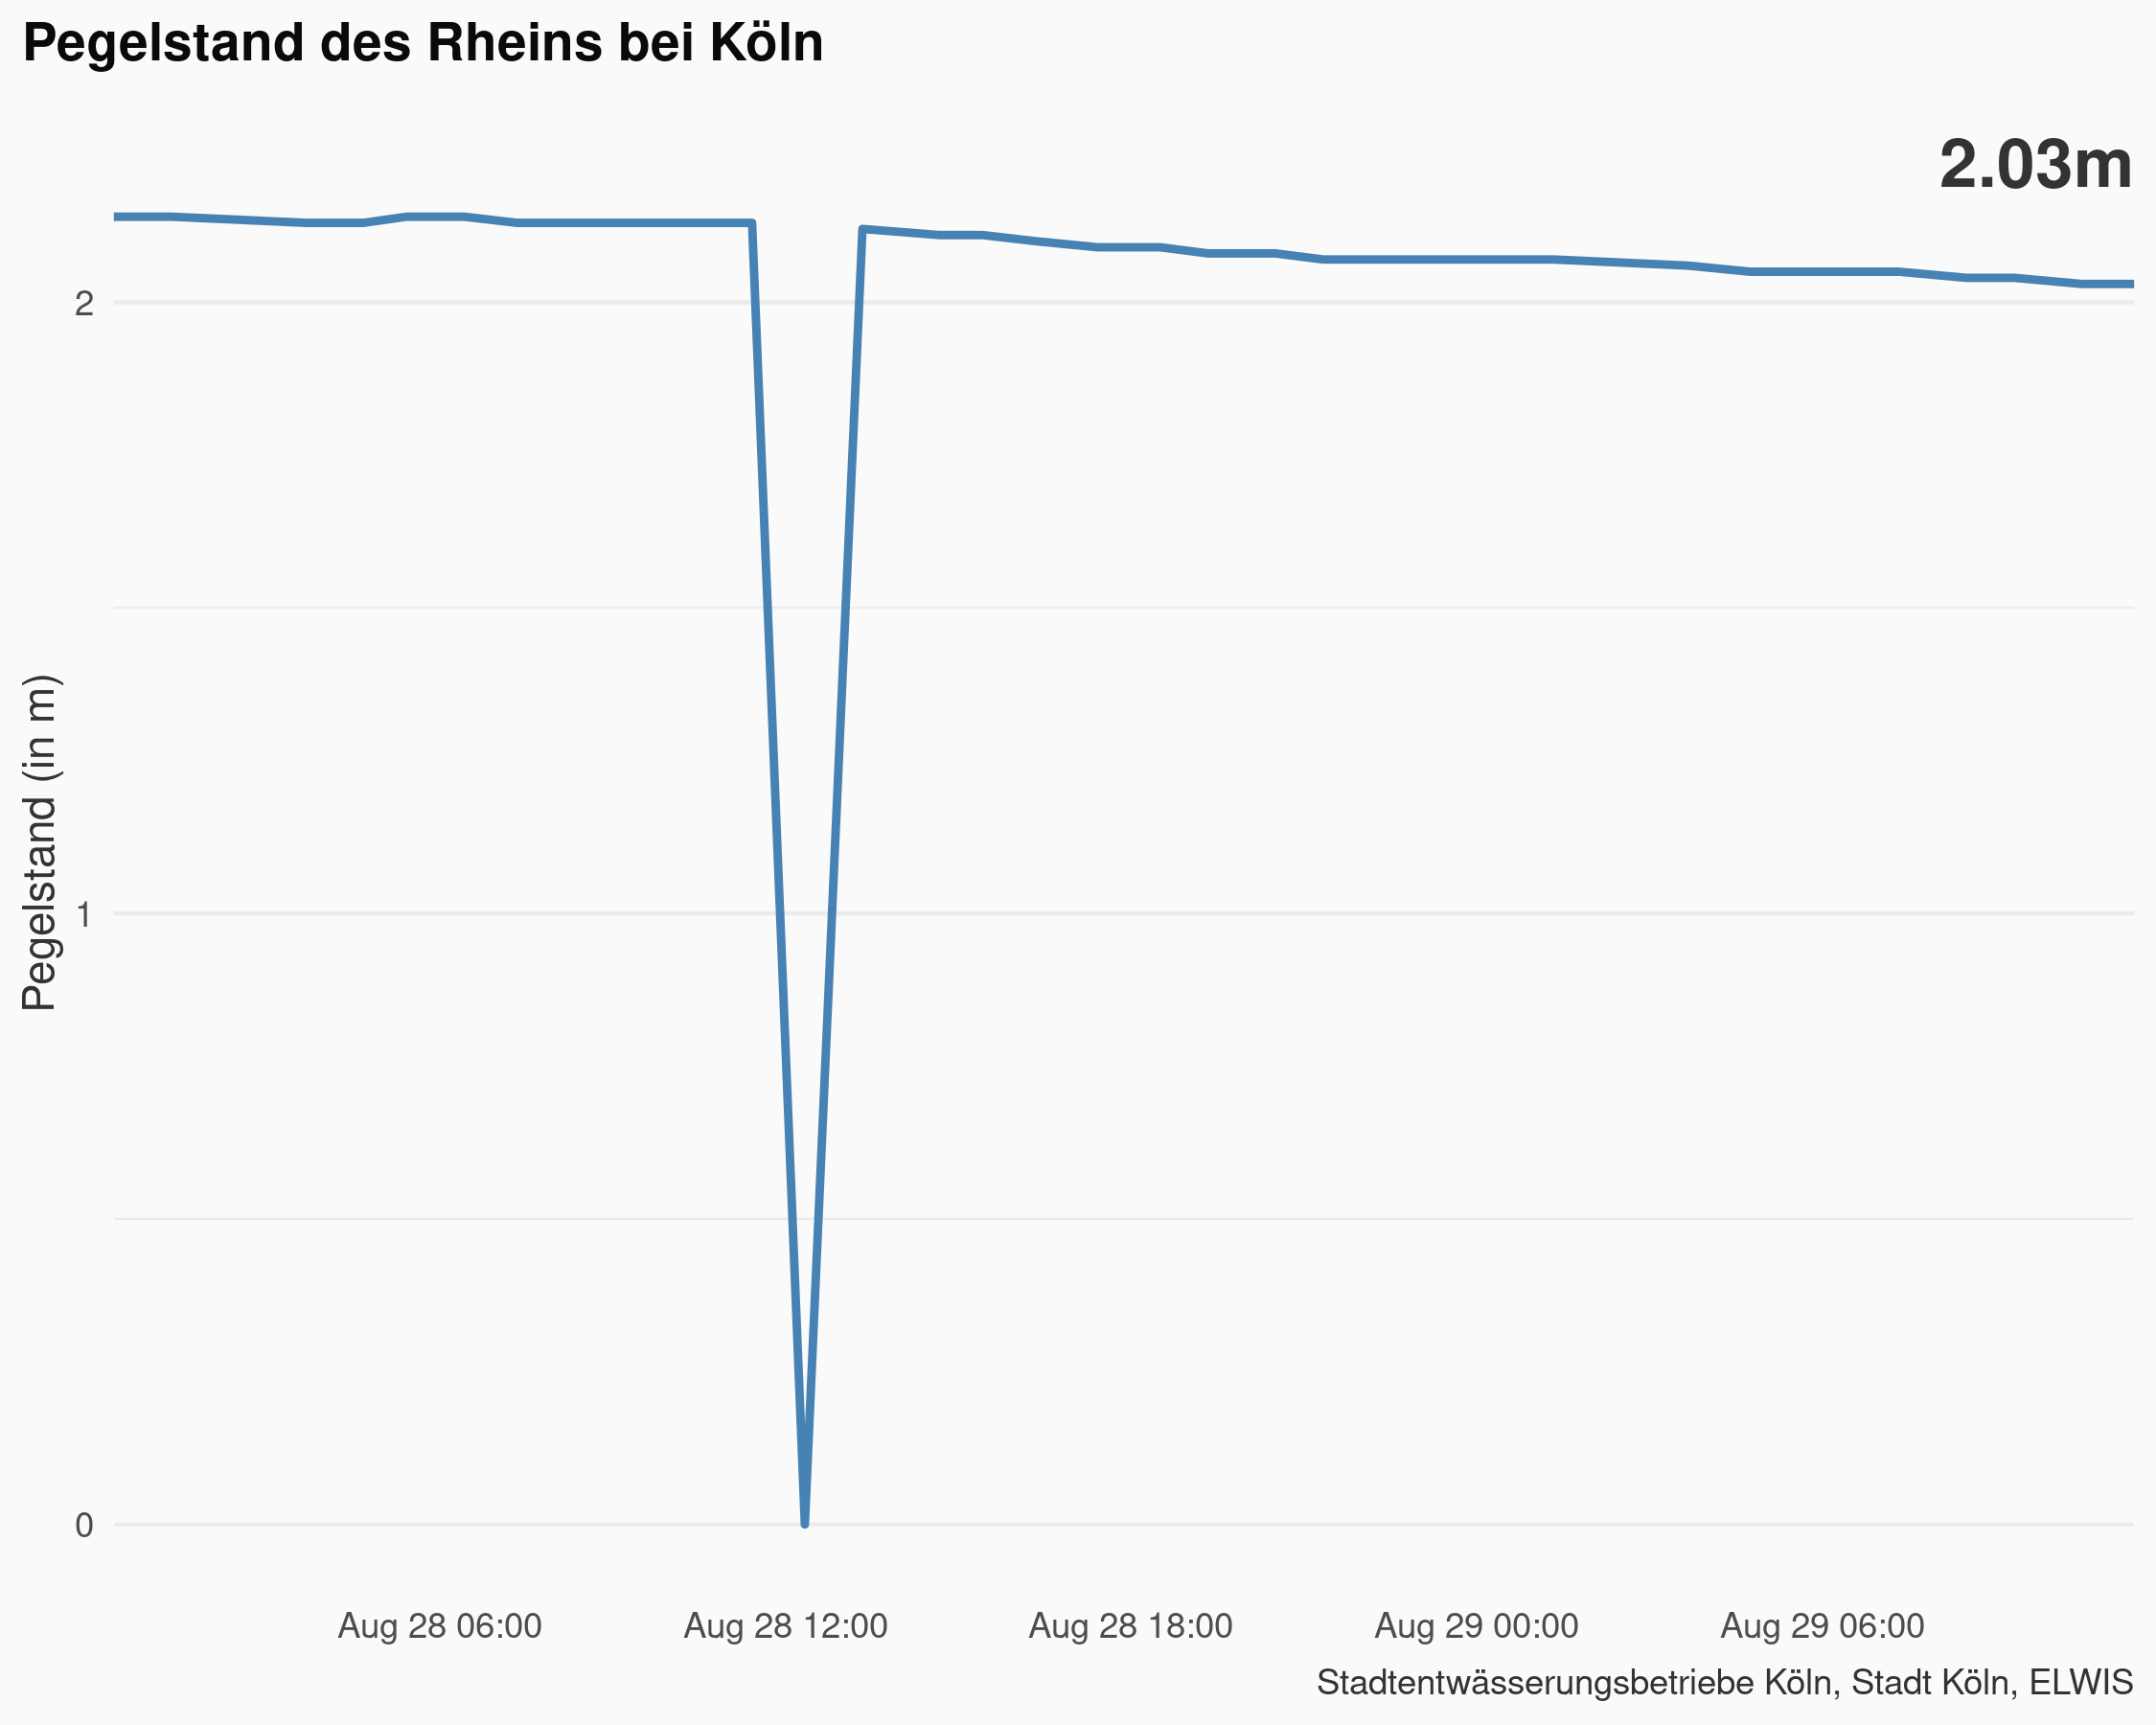 Pegelstand des Rheins bei Köln
2.03m
Pegelstand (in m)
2
1
0
Aug 28 06:00
Aug 28 12:00
Aug 28 18:00
Aug 29 00:00
Aug 29 06:00
Stadtentwässerungsbetriebe Köln, Stadt Köln, ELWIS